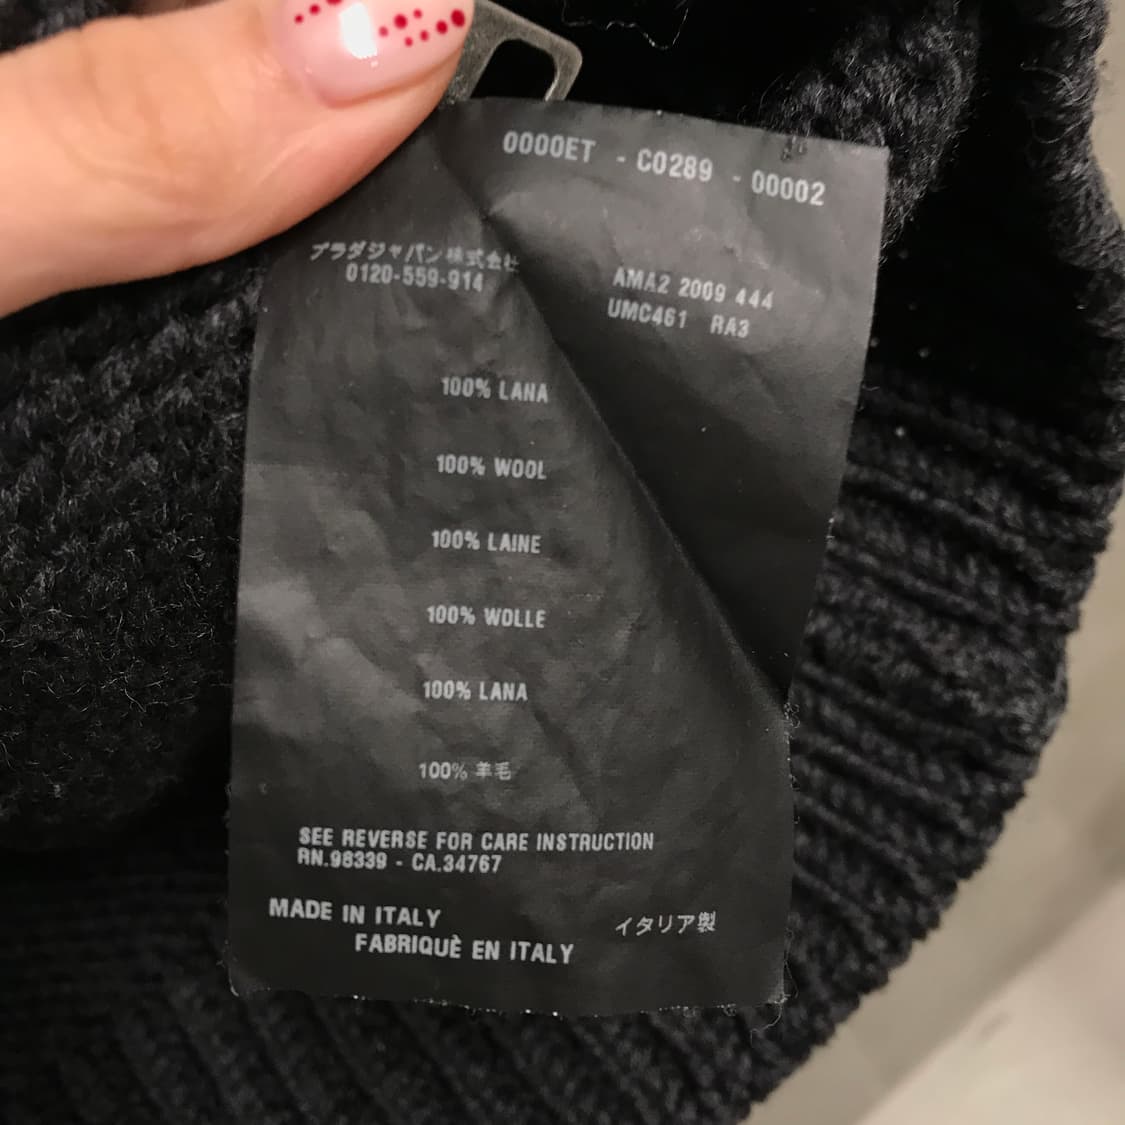 0000ET - C0289 - 00002
プラダジャパン株式会社
0120-559-914
AMA2 2009 444
UMC461 RA3
100% LANA
100% WOOL
100% LAINE
100% WOLLE
100% LANA
100% 羊毛
SEE REVERSE FOR CARE INSTRUCTION
RN.98339 - CA.34767
MADE IN ITALY
FABRIQUÈ EN ITALY
イタリア製